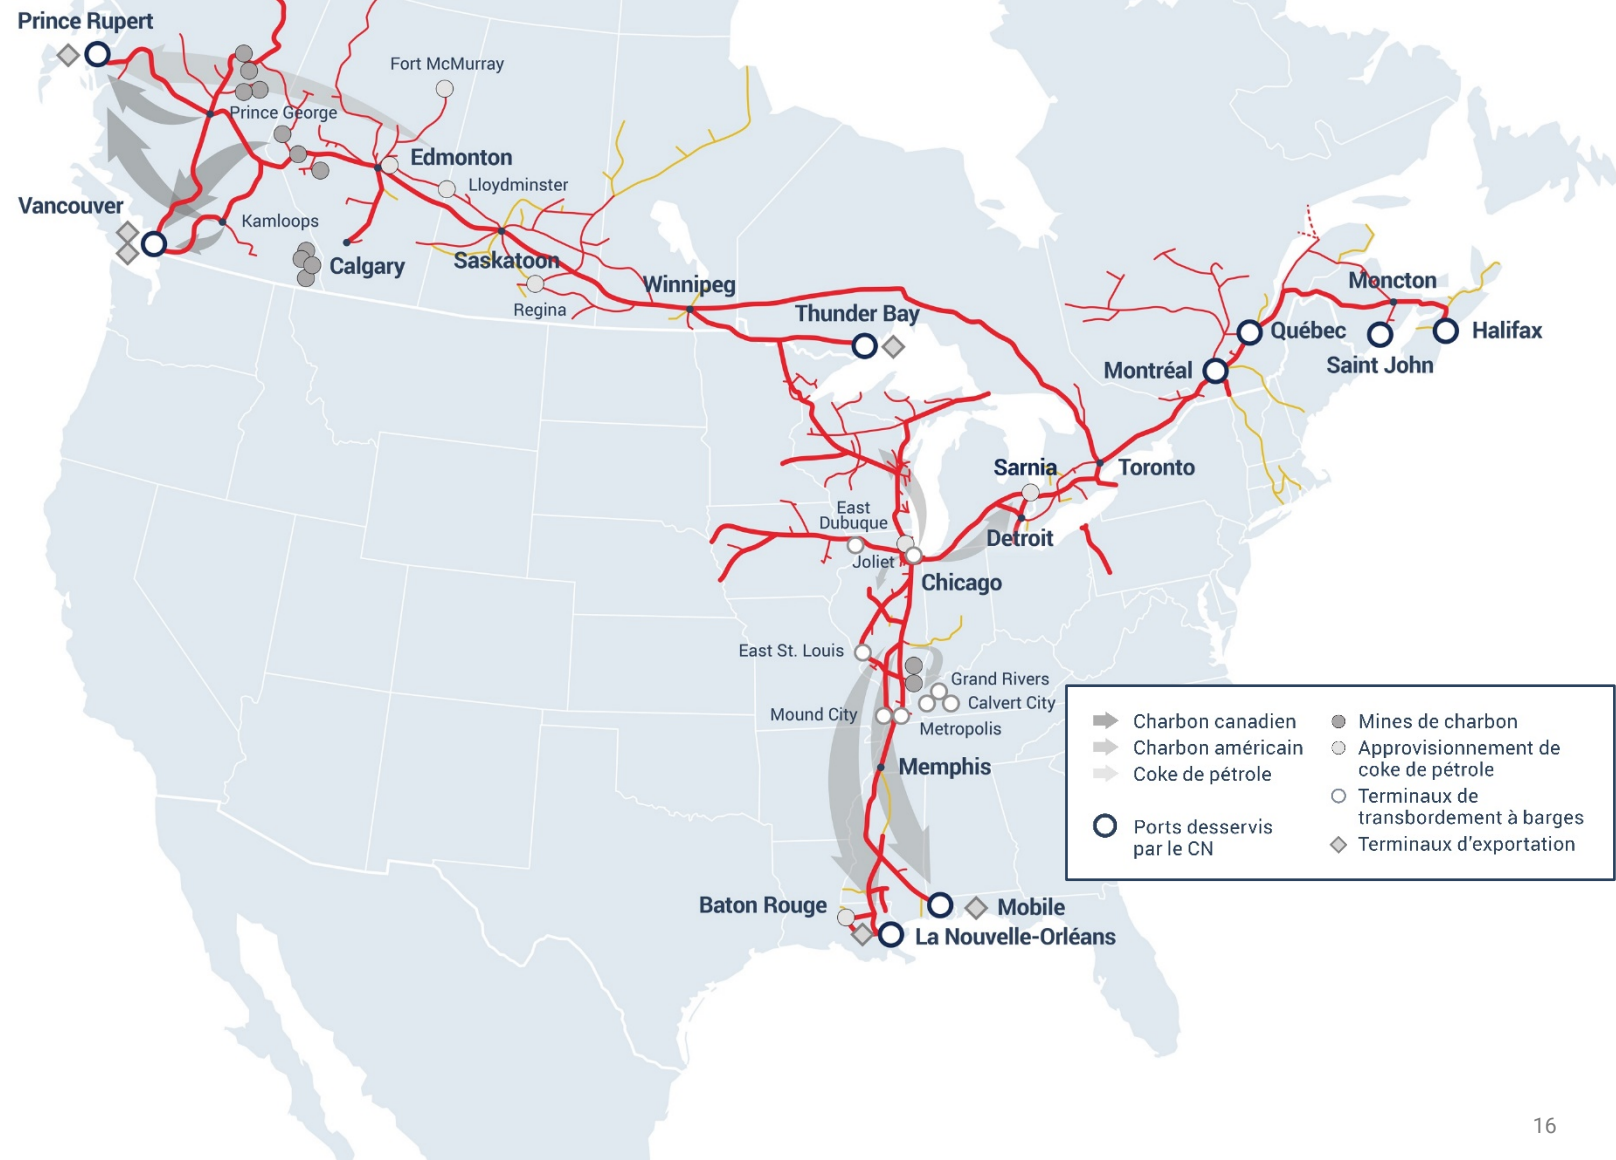 Prince Rupert
Fort McMurray
Prince George
Edmonton
Lloydminster
Vancouver
Kamloops
Calgary
Saskatoon
Regina
Winnipeg
Thunder Bay
Moncton
Québec
Halifax
Saint John
Montréal
Sarnia
Toronto
East
Dubuque
Detroit
Joliet
Chicago
East St. Louis
Grand Rivers
Calvert City
Mound City
Metropolis
Memphis
Baton Rouge
Mobile
La Nouvelle-Orléans
Charbon canadien
Charbon américain
Coke de pétrole
Ports desservis
par le CN
Mines de charbon
Approvisionnement de
coke de pétrole
Terminaux de
transbordement à barges
Terminaux d'exportation
16